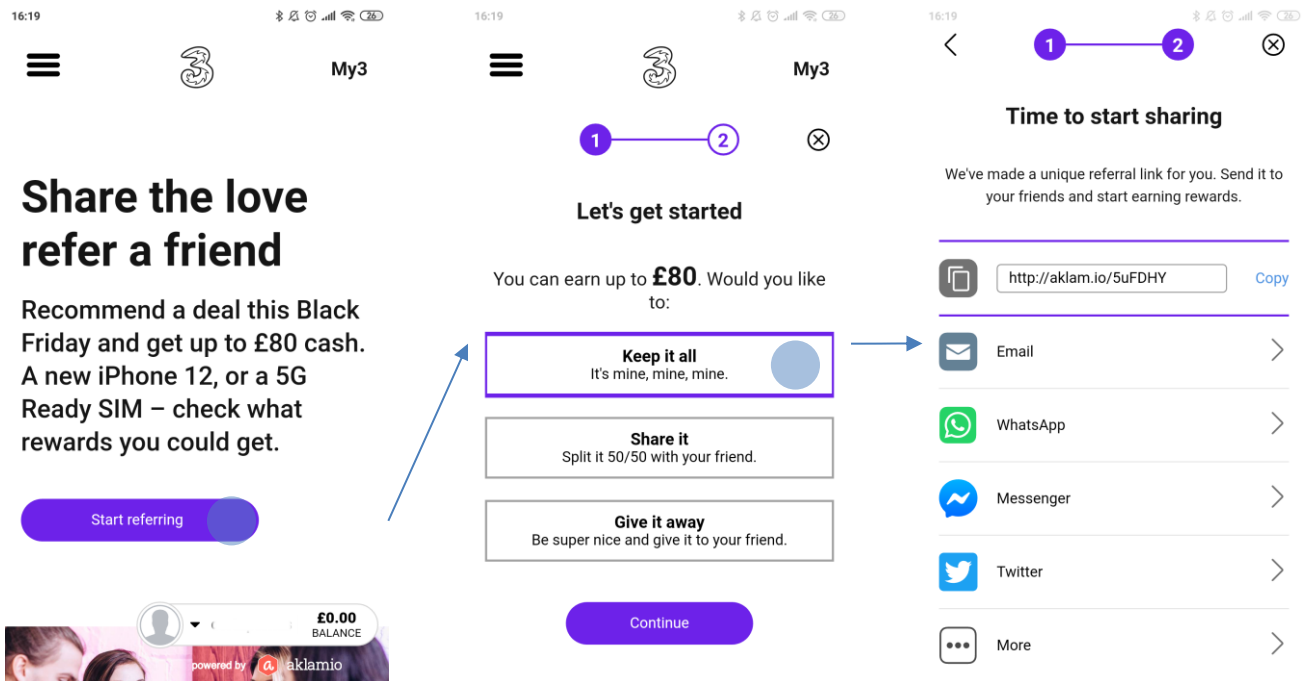 16:19
26
3
My3
Share the love
refer a friend
Recommend a deal this Black
Friday and get up to £80 cash.
A new iPhone 12, or a 5G
Ready SIM – check what
rewards you could get.
Start referring
£0.00
BALANCE
powered by a aklamio
16:19
26
3
My3
1
2
Let's get started
You can earn up to £80. Would you like
to:
Keep it all
It's mine, mine, mine.
Share it
Split it 50/50 with your friend.
Give it away
Be super nice and give it to your friend.
Continue
16:19
26
1
2
Time to start sharing
We've made a unique referral link for you. Send it to
your friends and start earning rewards.
http://aklam.io/5uFDHY
Copy
Email
WhatsApp
Messenger
Twitter
More